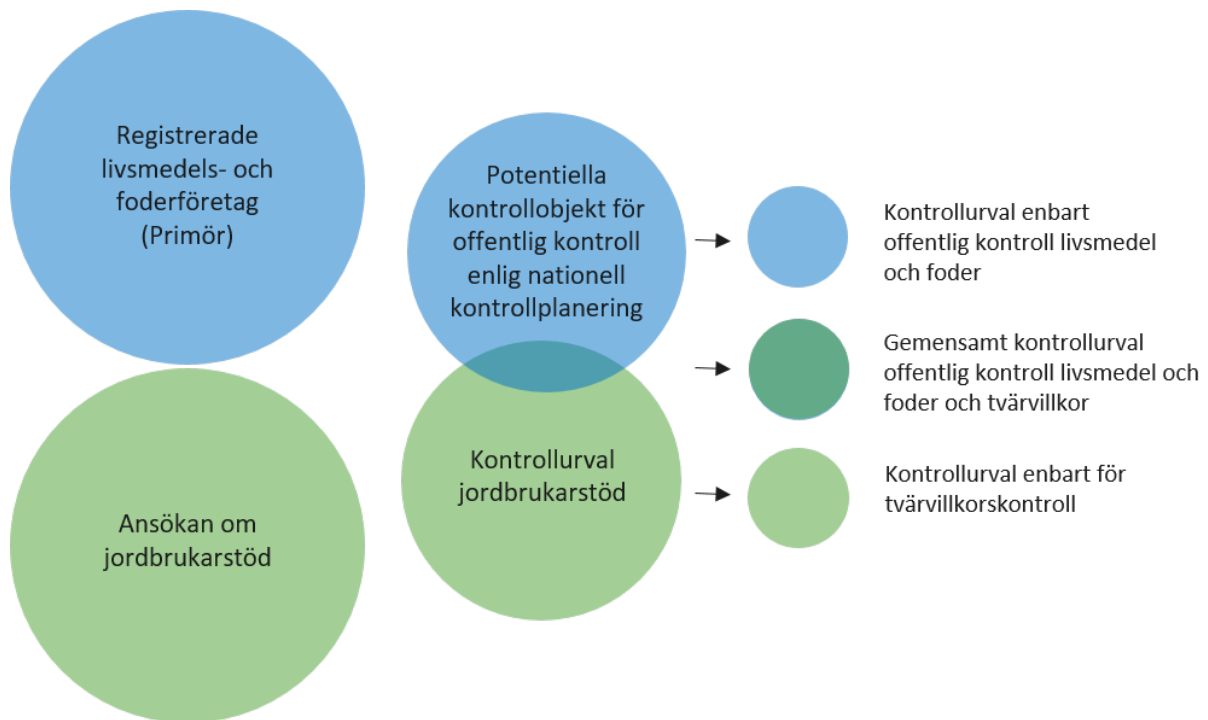 Registrerade
livsmedels- och
foderföretag
(Primör)
Ansökan om
jordbrukarstöd
Potentiella
kontrollobjekt för
offentlig kontroll
enlig nationell
kontrollplanering
Kontrollurval
jordbrukarstöd
Kontrollurval enbart
offentlig kontroll livsmedel
och foder
Gemensamt kontrollurval
offentlig kontroll livsmedel och
foder och tvärvillkor
Kontrollurval enbart för
tvärvillkorskontroll